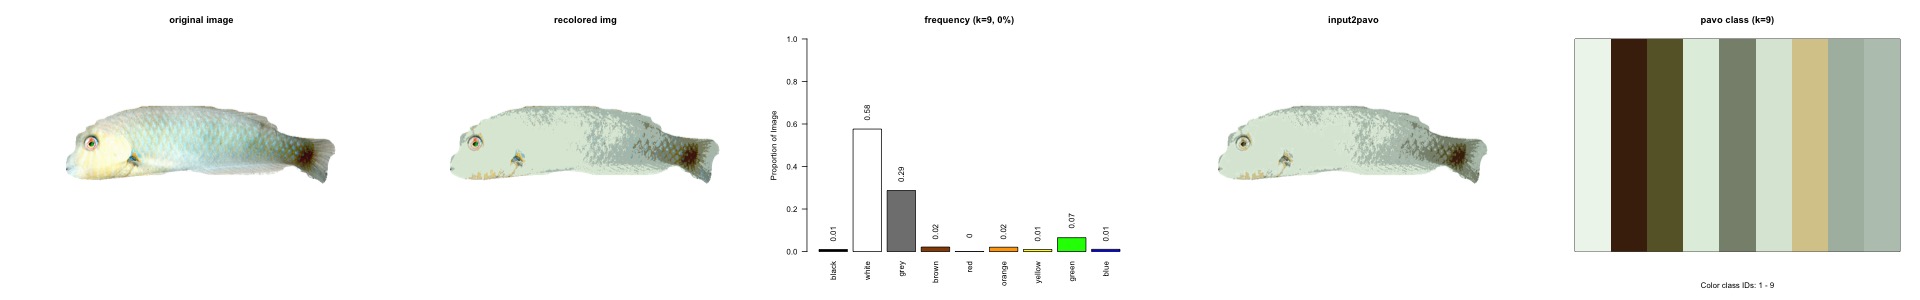 original image
recolored img
frequency (k=9, 0%)
input2pavo
pavo class (k=9)
Proportion of Image
1.0
0.8
0.6
0.4
0.2
0.0
0.01
0.58
0.29
0.02
0
0.02
0.01
0.07
0.01
black
white
grey
brown
red
orange
yellow
green
blue
Color class IDs: 1 - 9